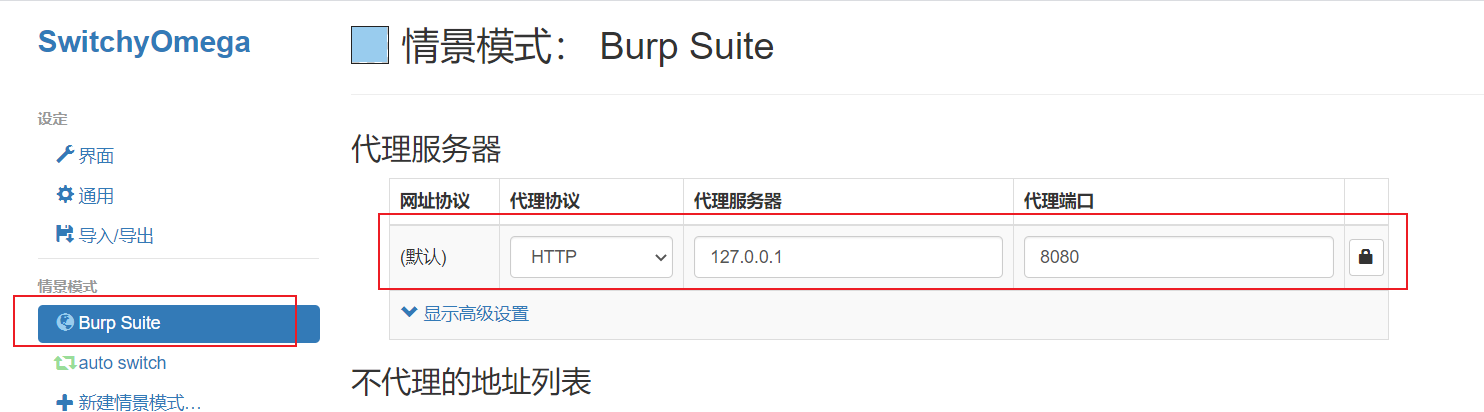 SwitchyOmega
设定
界面
通用
导入/导出
情景模式
Burp Suite
auto switch
新建情景模式…
情景模式： Burp Suite
代理服务器
网址协议 代理协议 代理服务器 代理端口
(默认) HTTP 127.0.0.1 8080
显示高级设置
不代理的地址列表